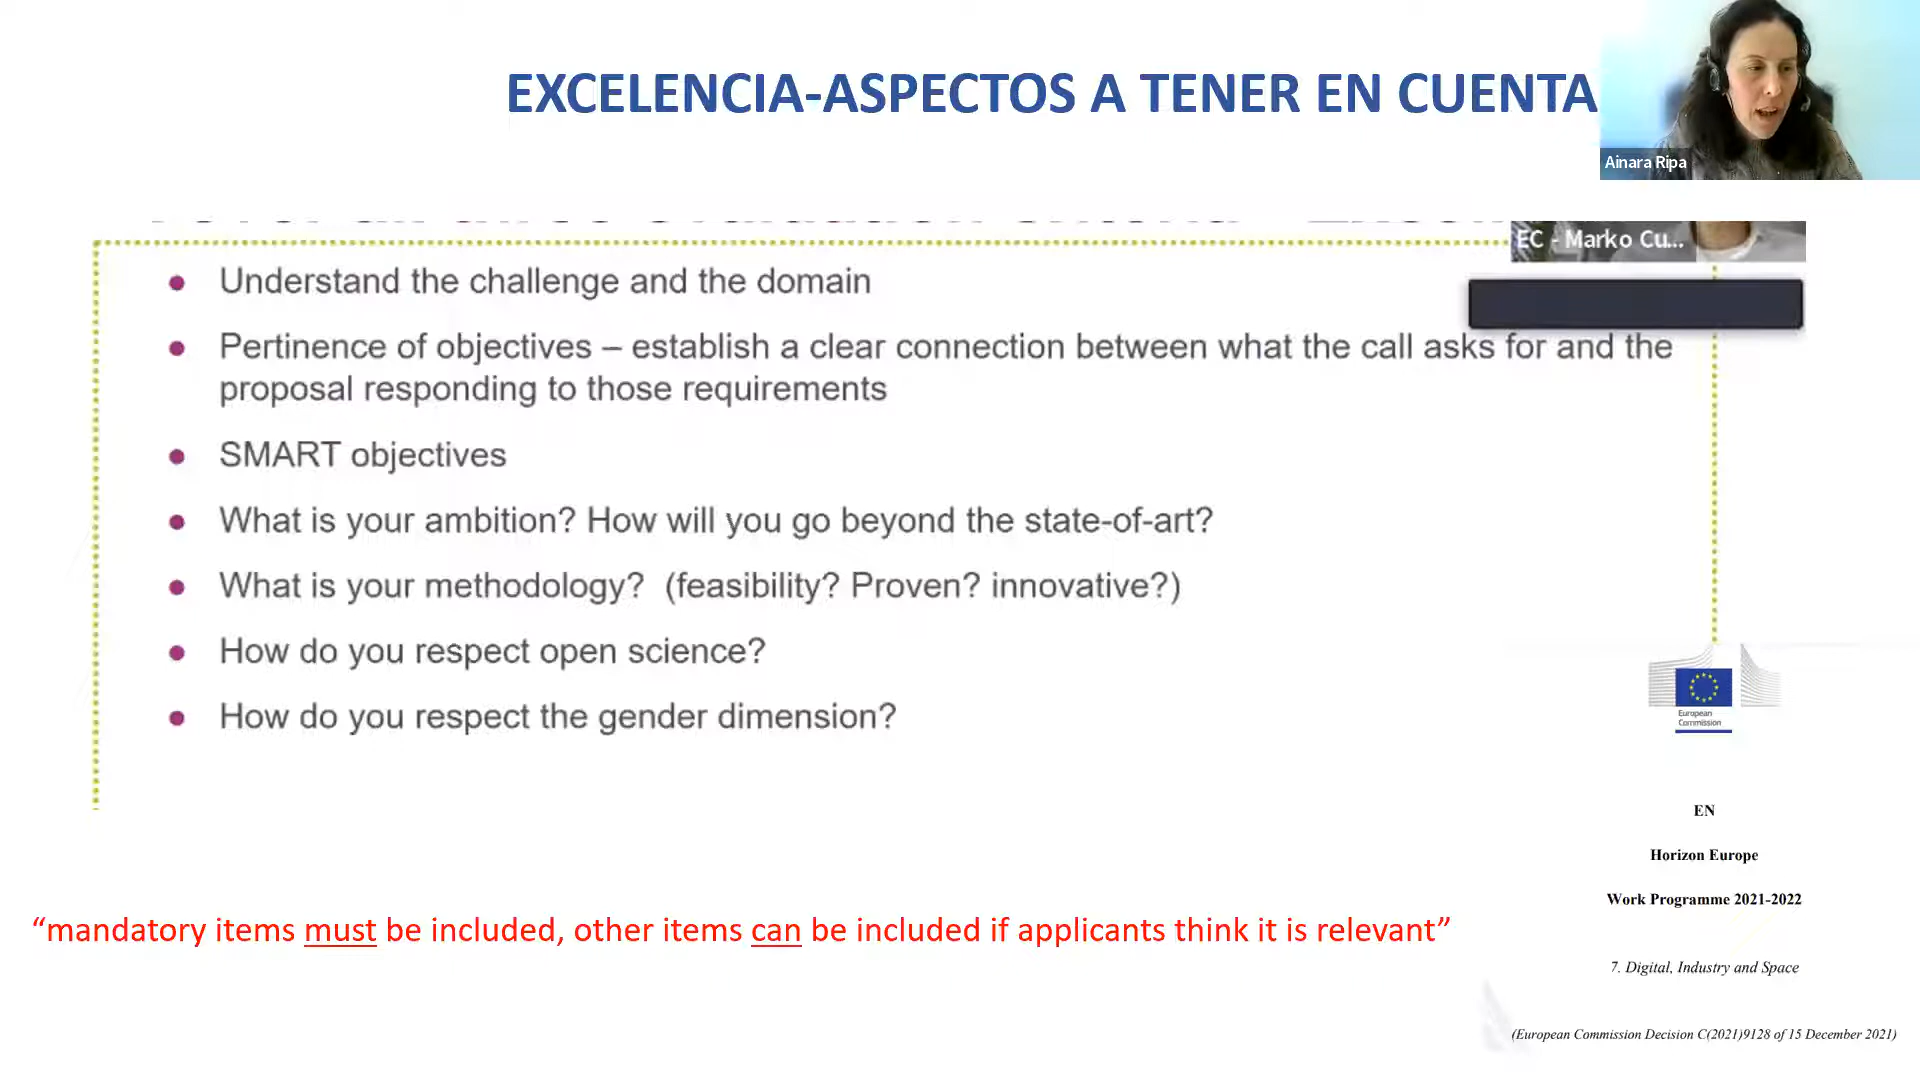 EXCELENCIA-ASPECTOS A TENER EN CUENTA
Ainara Ripa
EC - Marko Cu...
Understand the challenge and the domain
Pertinence of objectives – establish a clear connection between what the call asks for and the
proposal responding to those requirements
SMART objectives
What is your ambition? How will you go beyond the state-of-art?
What is your methodology? (feasibility? Proven? innovative?)
How do you respect open science?
How do you respect the gender dimension?
European
Commission
EN
Horizon Europe
Work Programme 2021-2022
“mandatory items must be included, other items can be included if applicants think it is relevant”
7. Digital, Industry and Space
(European Commission Decision C(2021)9128 of 15 December 2021)